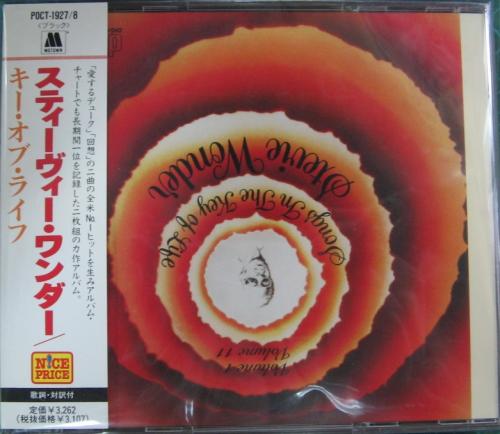 POCT-1927/8
〈ブラック〉
MOTOWN
スティーヴィー・ワンダー/
キー・オブ・ライフ
「愛するデューク」「回想」の二曲の全米No.1ヒットを生みアルバム・
チャートでも長期間一位を記録した二枚組の力作アルバム。
NICE
PRICE
歌詞・対訳付
定価¥3,262
(税抜価格¥3,107)
Stevie Wonder
Songs In The Key Of Life
Volume 1
Volume 11